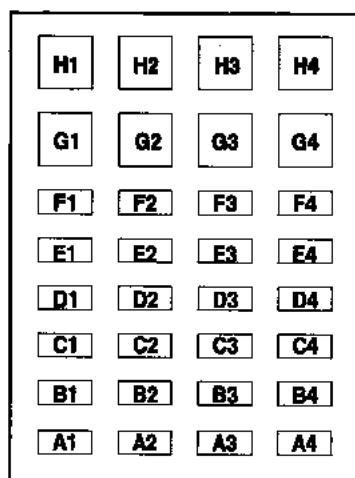 H1 H2 H3 H4
G1 G2 G3 G4
F1 F2 F3 F4
E1 E2 E3 E4
D1 D2 D3 D4
C1 C2 C3 C4
B1 B2 B3 B4
A1 A2 A3 A4